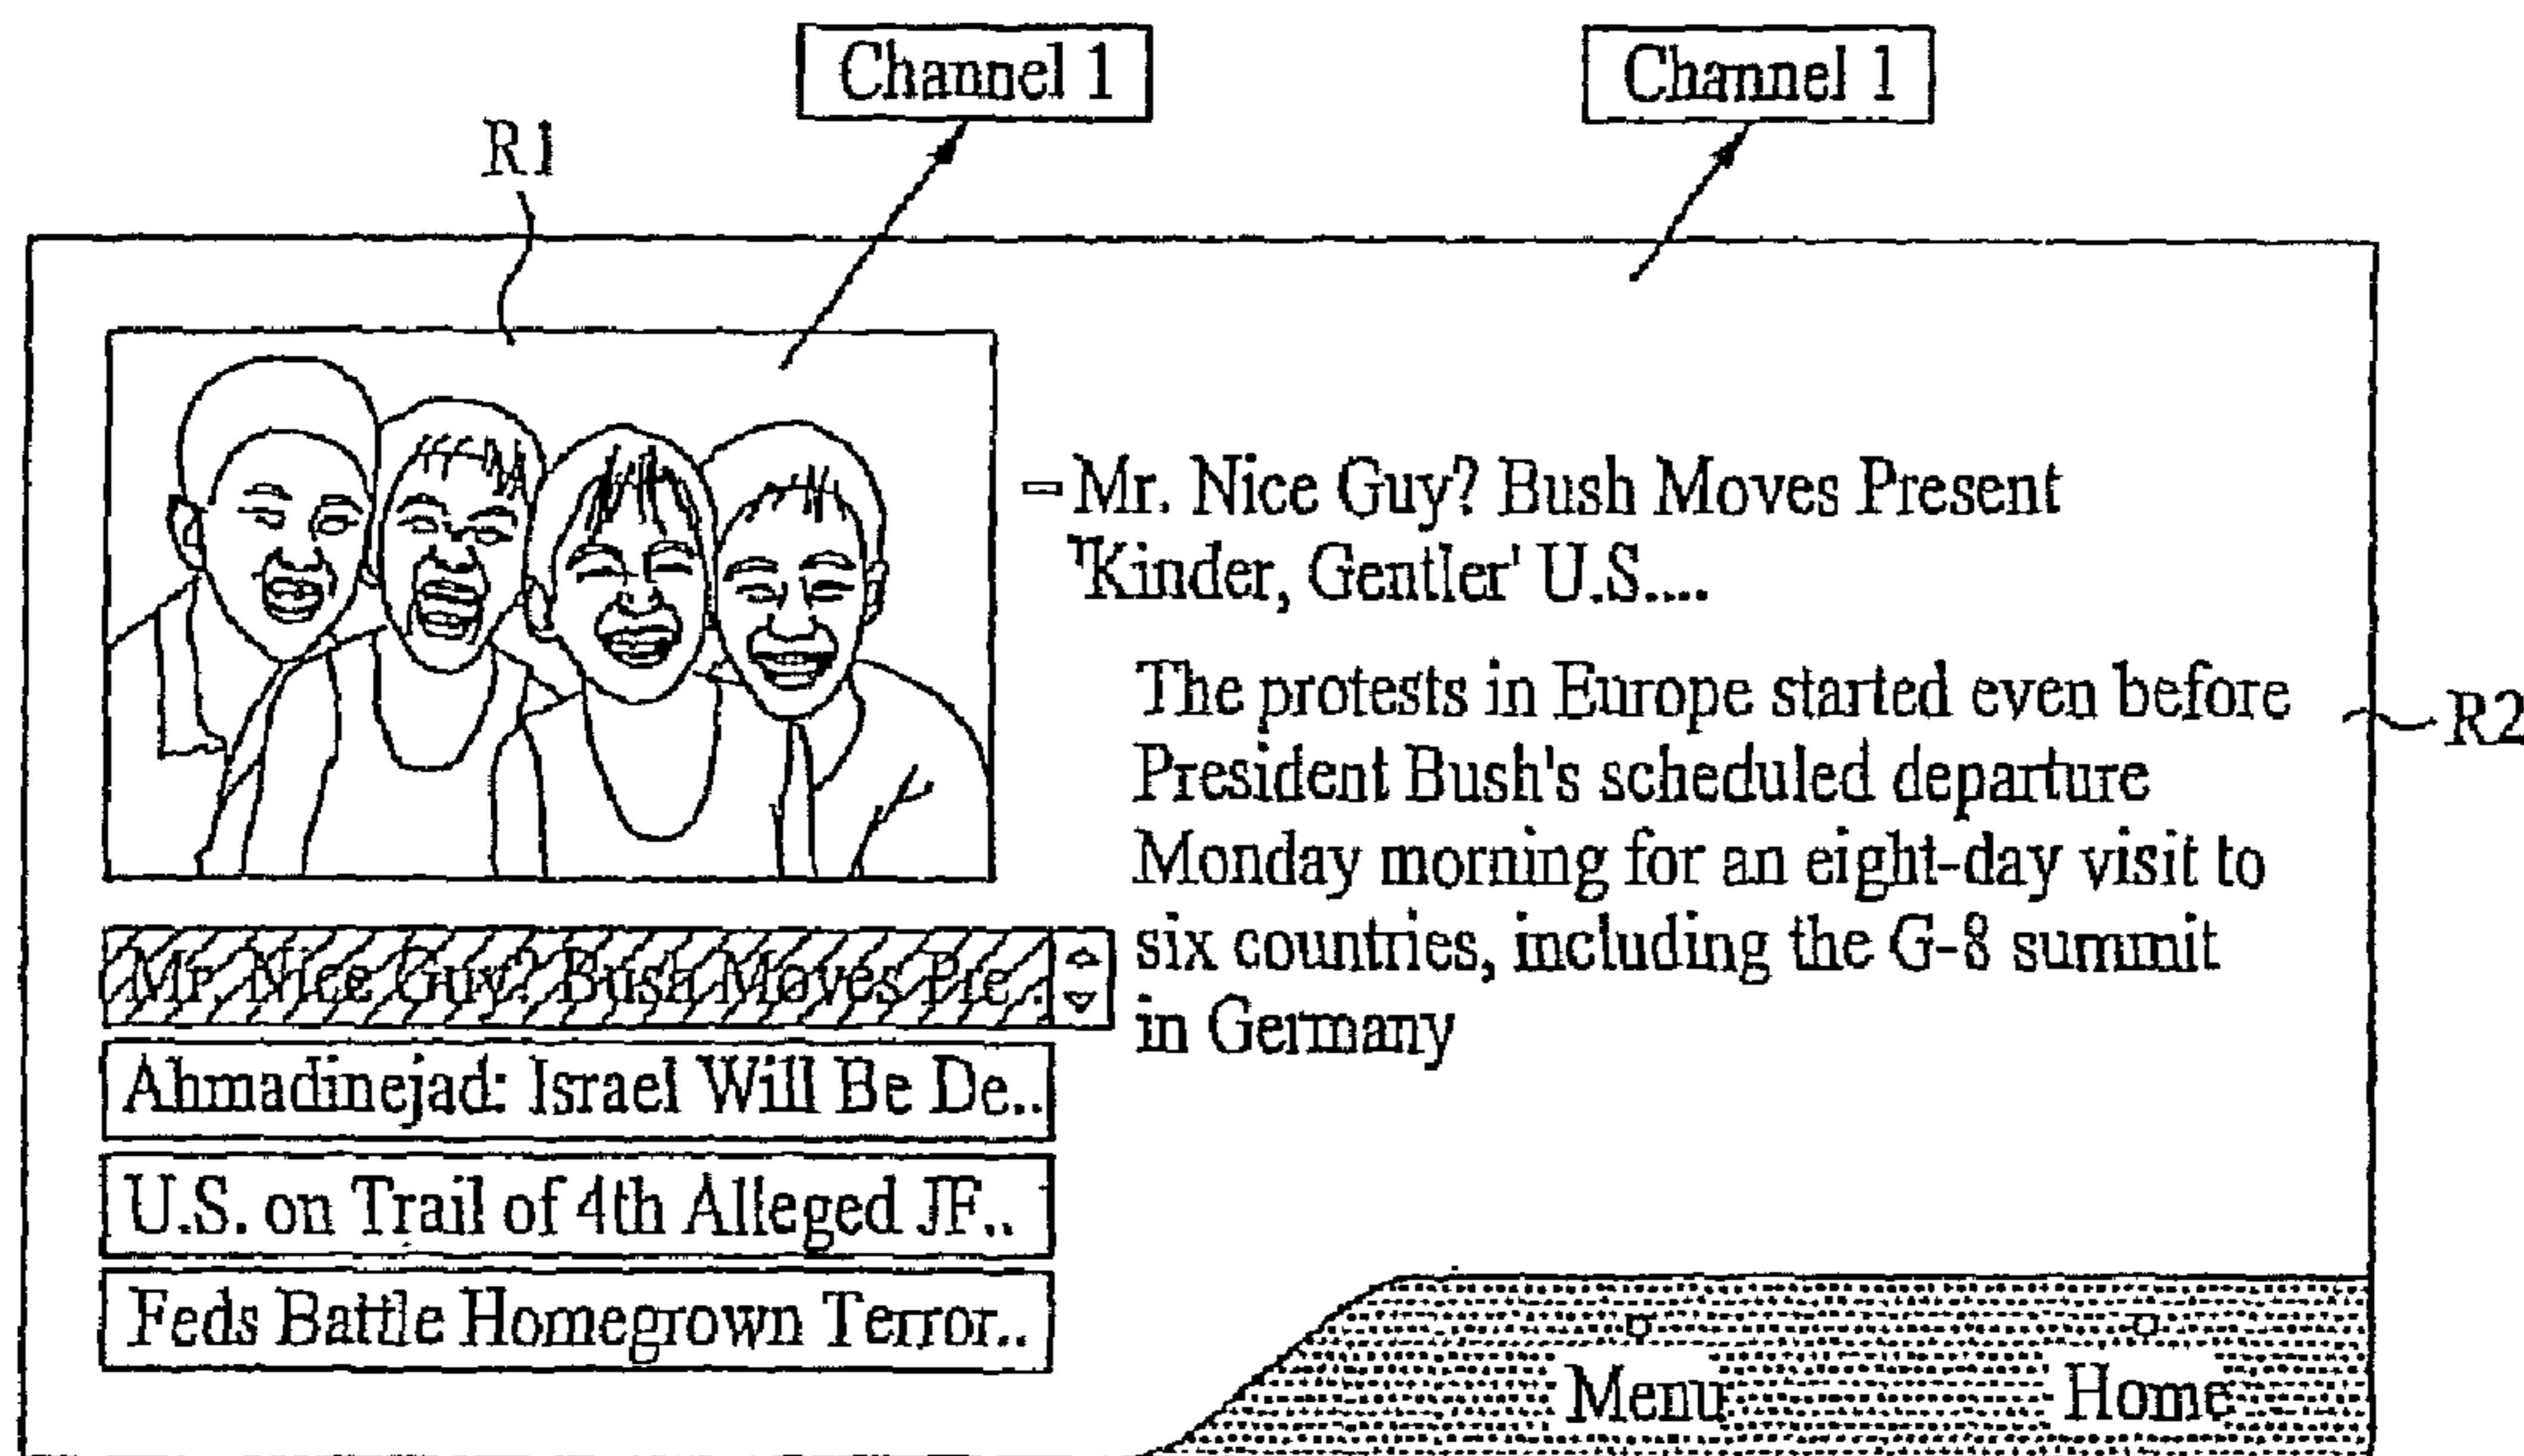 Channel 1
Channel 1
R1
Mr. Nice Guy? Bush Moves Present
'Kinder, Gentler' U.S....
The protests in Europe started even before
President Bush's scheduled departure
Monday morning for an eight-day visit to
six countries, including the G-8 summit
in Germany
R2
Mr. Nice Guy? Bush Moves Pre..
Ahmadinejad: Israel Will Be De..
U.S. on Trail of 4th Alleged JF..
Feds Battle Homegrown Terror..
Menu
Home